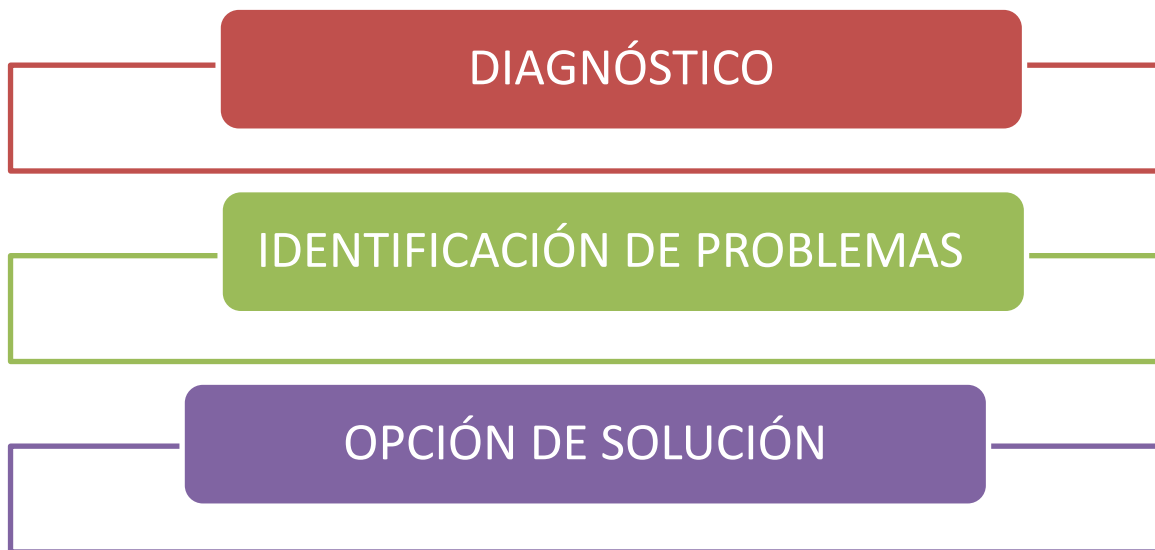 DIAGNÓSTICO
IDENTIFICACIÓN DE PROBLEMAS
OPCIÓN DE SOLUCIÓN